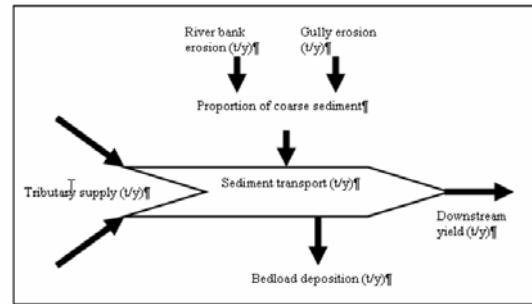 River bank
erosion (t/y)¶
Gully erosion
(t/y)¶
Proportion of coarse sediment¶
Tributary supply (t/y)¶
Sediment transport (t/y)¶
Downstream
yield (t/y)¶
Bedload deposition (t/y)¶